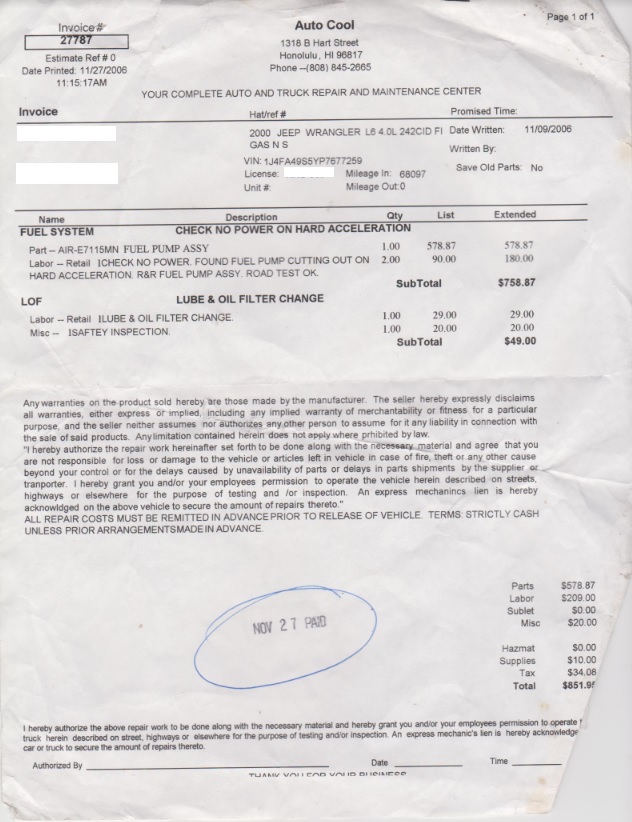 Page 1 of 1
Invoice#
27787
Estimate Ref # 0
Date Printed: 11/27/2006
11:15:17AM
Auto Cool
1318 B Hart Street
Honolulu, HI 96817
Phone --(808) 845-2665
YOUR COMPLETE AUTO AND TRUCK REPAIR AND MAINTENANCE CENTER
Invoice
Hat/ref # Promised Time:
2000 JEEP WRANGLER L6 4.0L 242CID FI Date Written: 11/09/2006
GAS N S Written By:
VIN: 1J4FA49S5YP7677259
License: Mileage In: 68097 Save Old Parts: No
Unit #: Mileage Out:0
Name Description Qty List Extended
FUEL SYSTEM CHECK NO POWER ON HARD ACCELERATION
Part -- AIR-E7115MN FUEL PUMP ASSY 1.00 578.87 578.87
Labor -- Retail 1CHECK NO POWER. FOUND FUEL PUMP CUTTING OUT ON 2.00 90.00 180.00
HARD ACCELERATION. R&R FUEL PUMP ASSY. ROAD TEST OK.
SubTotal $758.87
LOF LUBE & OIL FILTER CHANGE
Labor -- Retail 1LUBE & OIL FILTER CHANGE. 1.00 29.00 29.00
Misc -- 1SAFTEY INSPECTION. 1.00 20.00 20.00
SubTotal $49.00
Any warranties on the product sold hereby are those made by the manufacturer. The seller hereby expressly disclaims
all warranties, either express or implied, including any implied warranty of merchantability or fitness for a particular
purpose, and the seller neither assumes nor authorizes any other person to assume for it any liability in connection with
the sale of said products. Any limitation contained herein does not apply where prhibited by law.
"I hereby authorize the repair work hereinafter set forth to be done along with the necessary material and agree that you
are not responsible for loss or damage to the vehicle or articles left in vehicle in case of fire, theft or any other cause
beyond your control or for the delays caused by unavailability of parts or delays in parts shipments by the supplier or
tranporter. I hereby grant you and/or your employees permission to operate the vehicle herein described on streets,
highways or elsewhere for the purpose of testing and /or inspection. An express mechanincs lien is hereby
acknowldged on the above vehicle to secure the amount of repairs thereto."
ALL REPAIR COSTS MUST BE REMITTED IN ADVANCE PRIOR TO RELEASE OF VEHICLE. TERMS: STRICTLY CASH
UNLESS PRIOR ARRANGEMENTS MADE IN ADVANCE.
Parts $578.87
Labor $209.00
Sublet $0.00
Misc $20.00
NOV 27 PAID
Hazmat $0.00
Supplies $10.00
Tax $34.08
Total $851.9
I hereby authorize the above repair work to be done along with the necessary material and hereby grant you and/or your employees permission to operate
truck herein described on street, highways or elsewhere for the purpose of testing and/or inspection. An express mechanic's lien is hereby acknowledge
car or truck to secure the amount of repairs thereto.
Authorized By Date Time
THANK YOU FOR YOUR BUSINESS